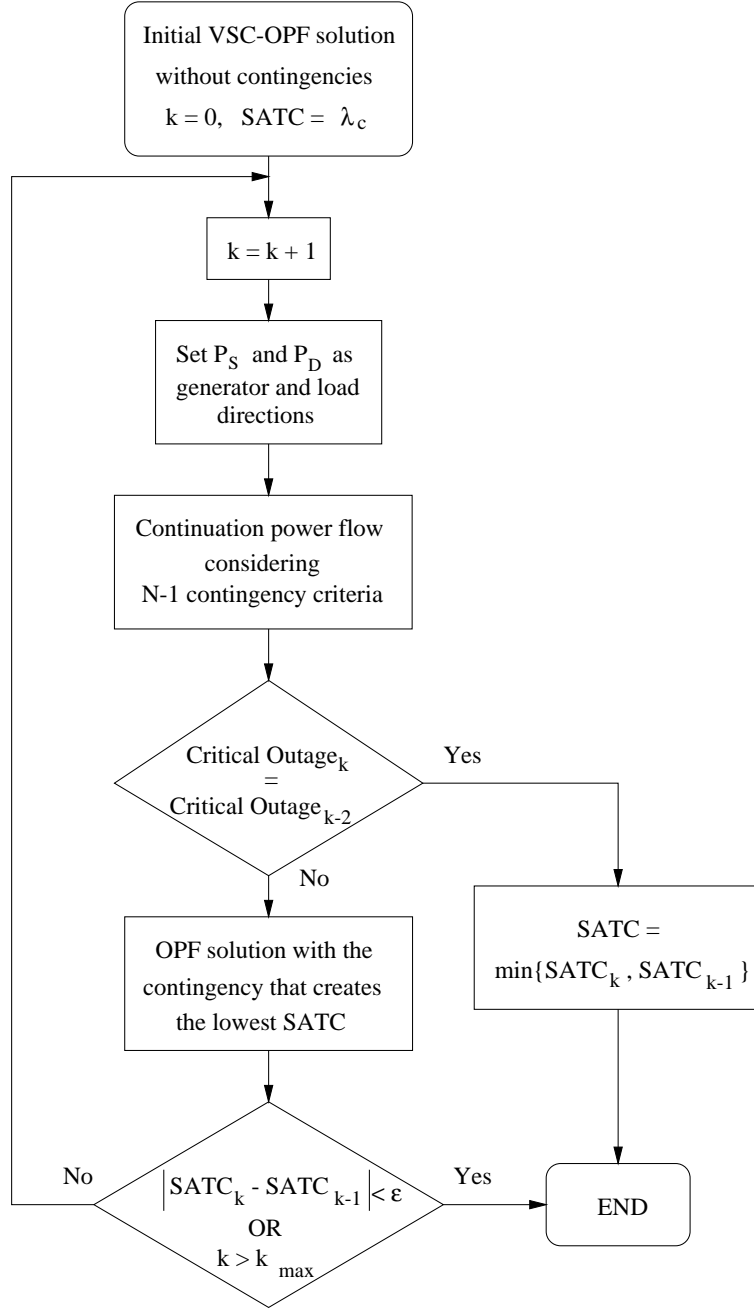 Initial VSC-OPF solution
without contingencies
k = 0, SATC = λc
k = k + 1
Set PS and PD as
generator and load
directions
Continuation power flow
considering
N-1 contingency criteria
Critical Outagek
=
Critical Outagek-2
Yes
No
OPF solution with the
contingency that creates
the lowest SATC
SATC =
min{SATCk , SATCk-1 }
No
|SATCk - SATCk-1| < ε
OR
k > kmax
Yes
END